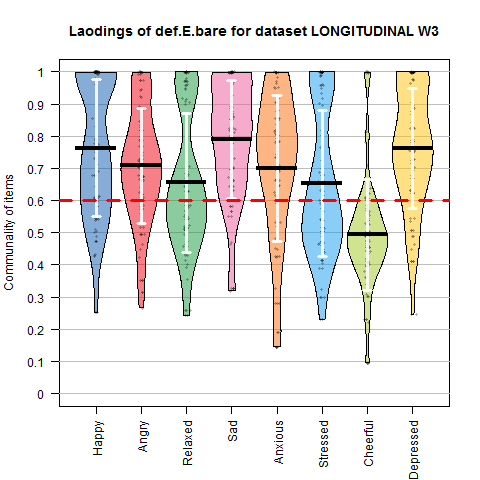 Laodings of def.E.bare for dataset LONGITUDINAL W3
Communality of items
1
0.9
0.8
0.7
0.6
0.5
0.4
0.3
0.2
0.1
0
Happy
Angry
Relaxed
Sad
Anxious
Stressed
Cheerful
Depressed